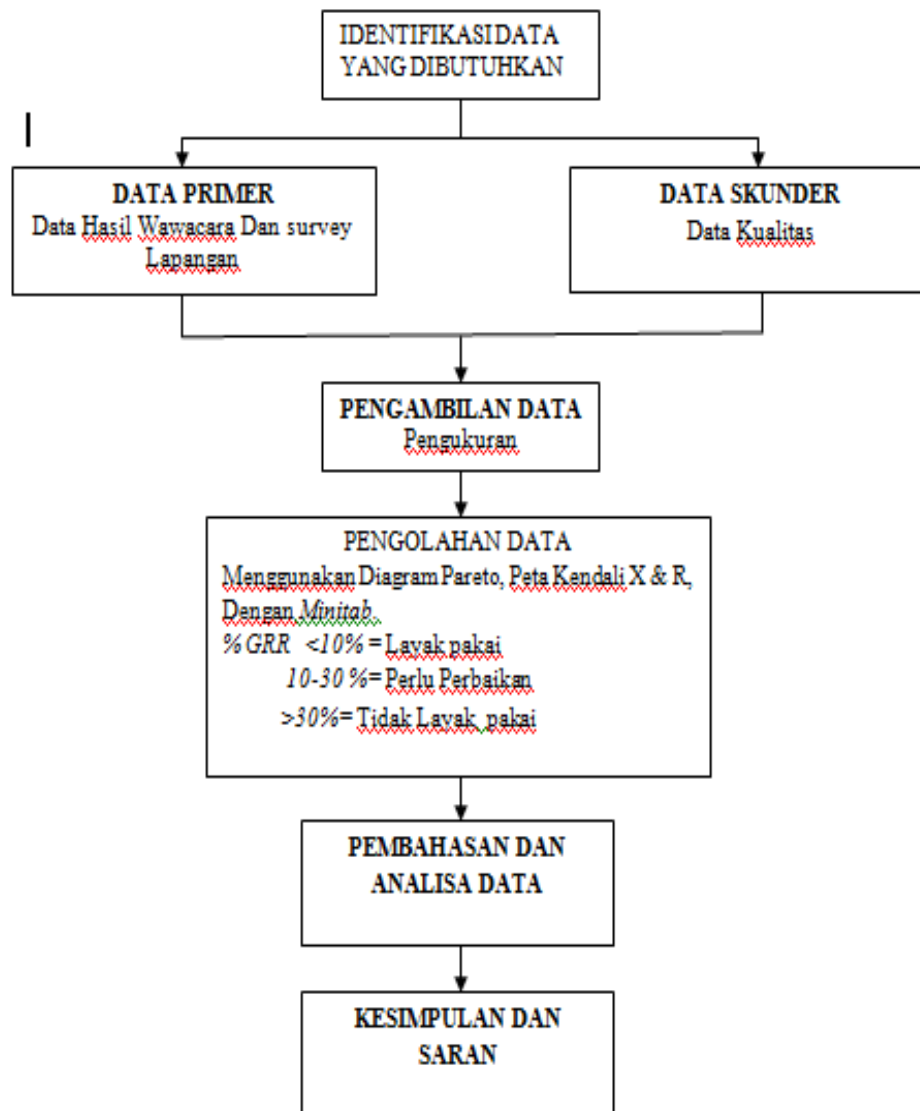 IDENTIFIKASI DATA
YANG DIBUTUHKAN
DATA PRIMER
Data Hasil Wawacara Dan survey
Lapangan
DATA SKUNDER
Data Kualitas
PENGAMBILAN DATA
Pengukuran
PENGOLAHAN DATA
Menggunakan Diagram Pareto, Peta Kendali X & R,
Dengan Minitab.
% GRR <10% = Layak pakai
10-30 %= Perlu Perbaikan
>30%= Tidak Layak pakai
PEMBAHASAN DAN
ANALISA DATA
KESIMPULAN DAN
SARAN